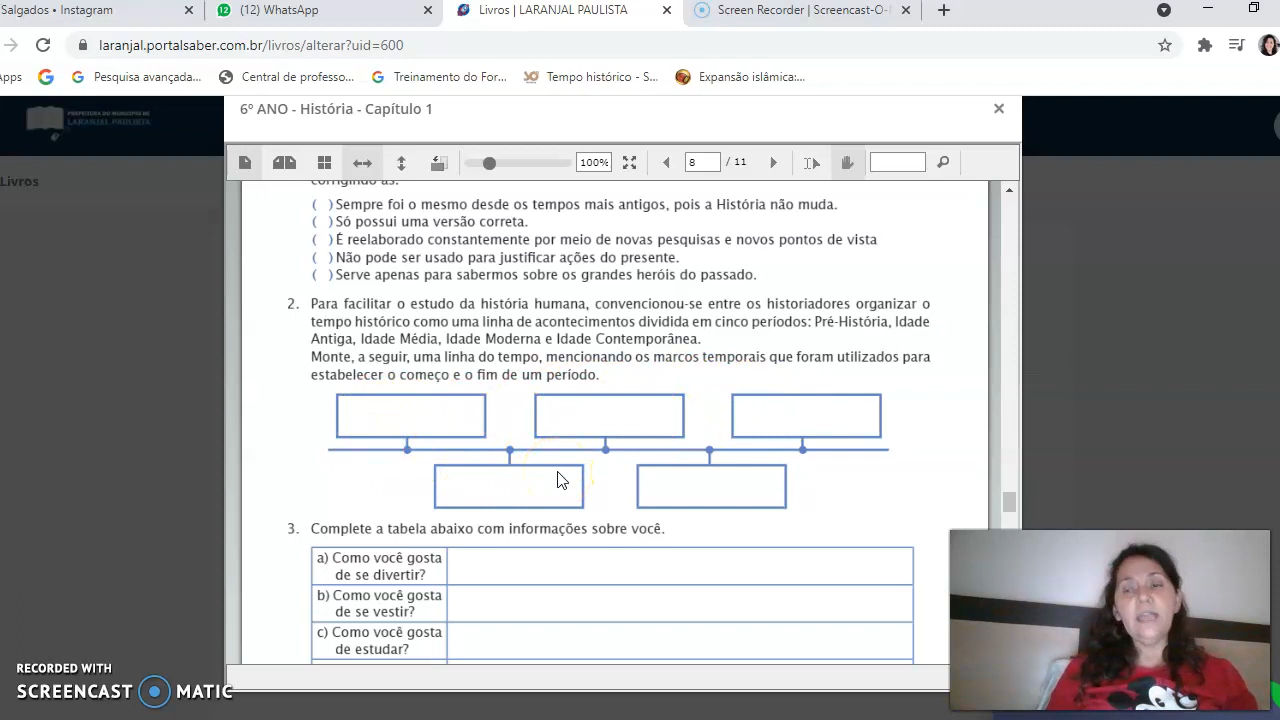 Salgados • Instagram
(12) WhatsApp
Livros | LARANJAL PAULISTA
Screen Recorder | Screencast-O-
laranjal.portalsaber.com.br/livros/alterar?uid=600
Apps
Pesquisa avançada...
Central de professo...
Treinamento do For...
Tempo histórico - S...
Expansão islâmica:...
PREFEITURA DO MUNICÍPIO DE
LARANJAL PAULISTA
6º ANO - História - Capítulo 1
100%
8 / 11
Livros
corrigindo as.
( ) Sempre foi o mesmo desde os tempos mais antigos, pois a História não muda.
( ) Só possui uma versão correta.
( ) É reelaborado constantemente por meio de novas pesquisas e novos pontos de vista
( ) Não pode ser usado para justificar ações do presente.
( ) Serve apenas para sabermos sobre os grandes heróis do passado.
2. Para facilitar o estudo da história humana, convencionou-se entre os historiadores organizar o
tempo histórico como uma linha de acontecimentos dividida em cinco períodos: Pré-História, Idade
Antiga, Idade Média, Idade Moderna e Idade Contemporânea.
Monte, a seguir, uma linha do tempo, mencionando os marcos temporais que foram utilizados para
estabelecer o começo e o fim de um período.
3. Complete a tabela abaixo com informações sobre você.
a) Como você gosta
de se divertir?
b) Como você gosta
de se vestir?
c) Como você gosta
de estudar?
RECORDED WITH
SCREENCAST MATIC